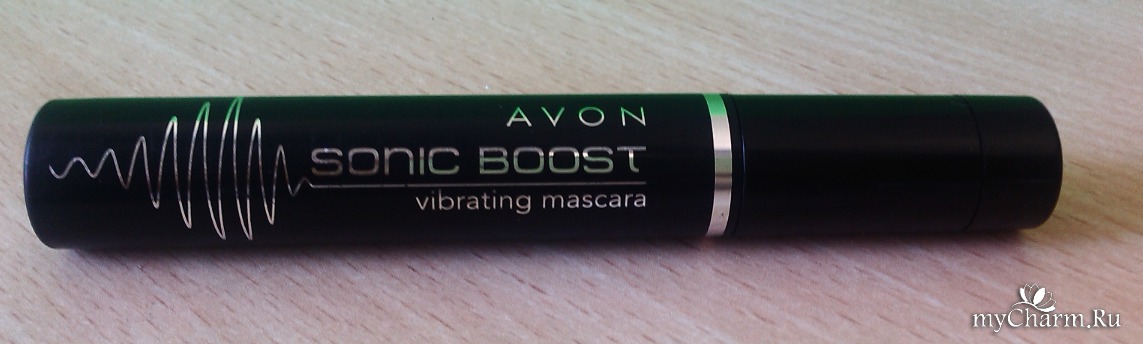 AVON
SONIC BOOST
vibrating mascara
myCharm.Ru